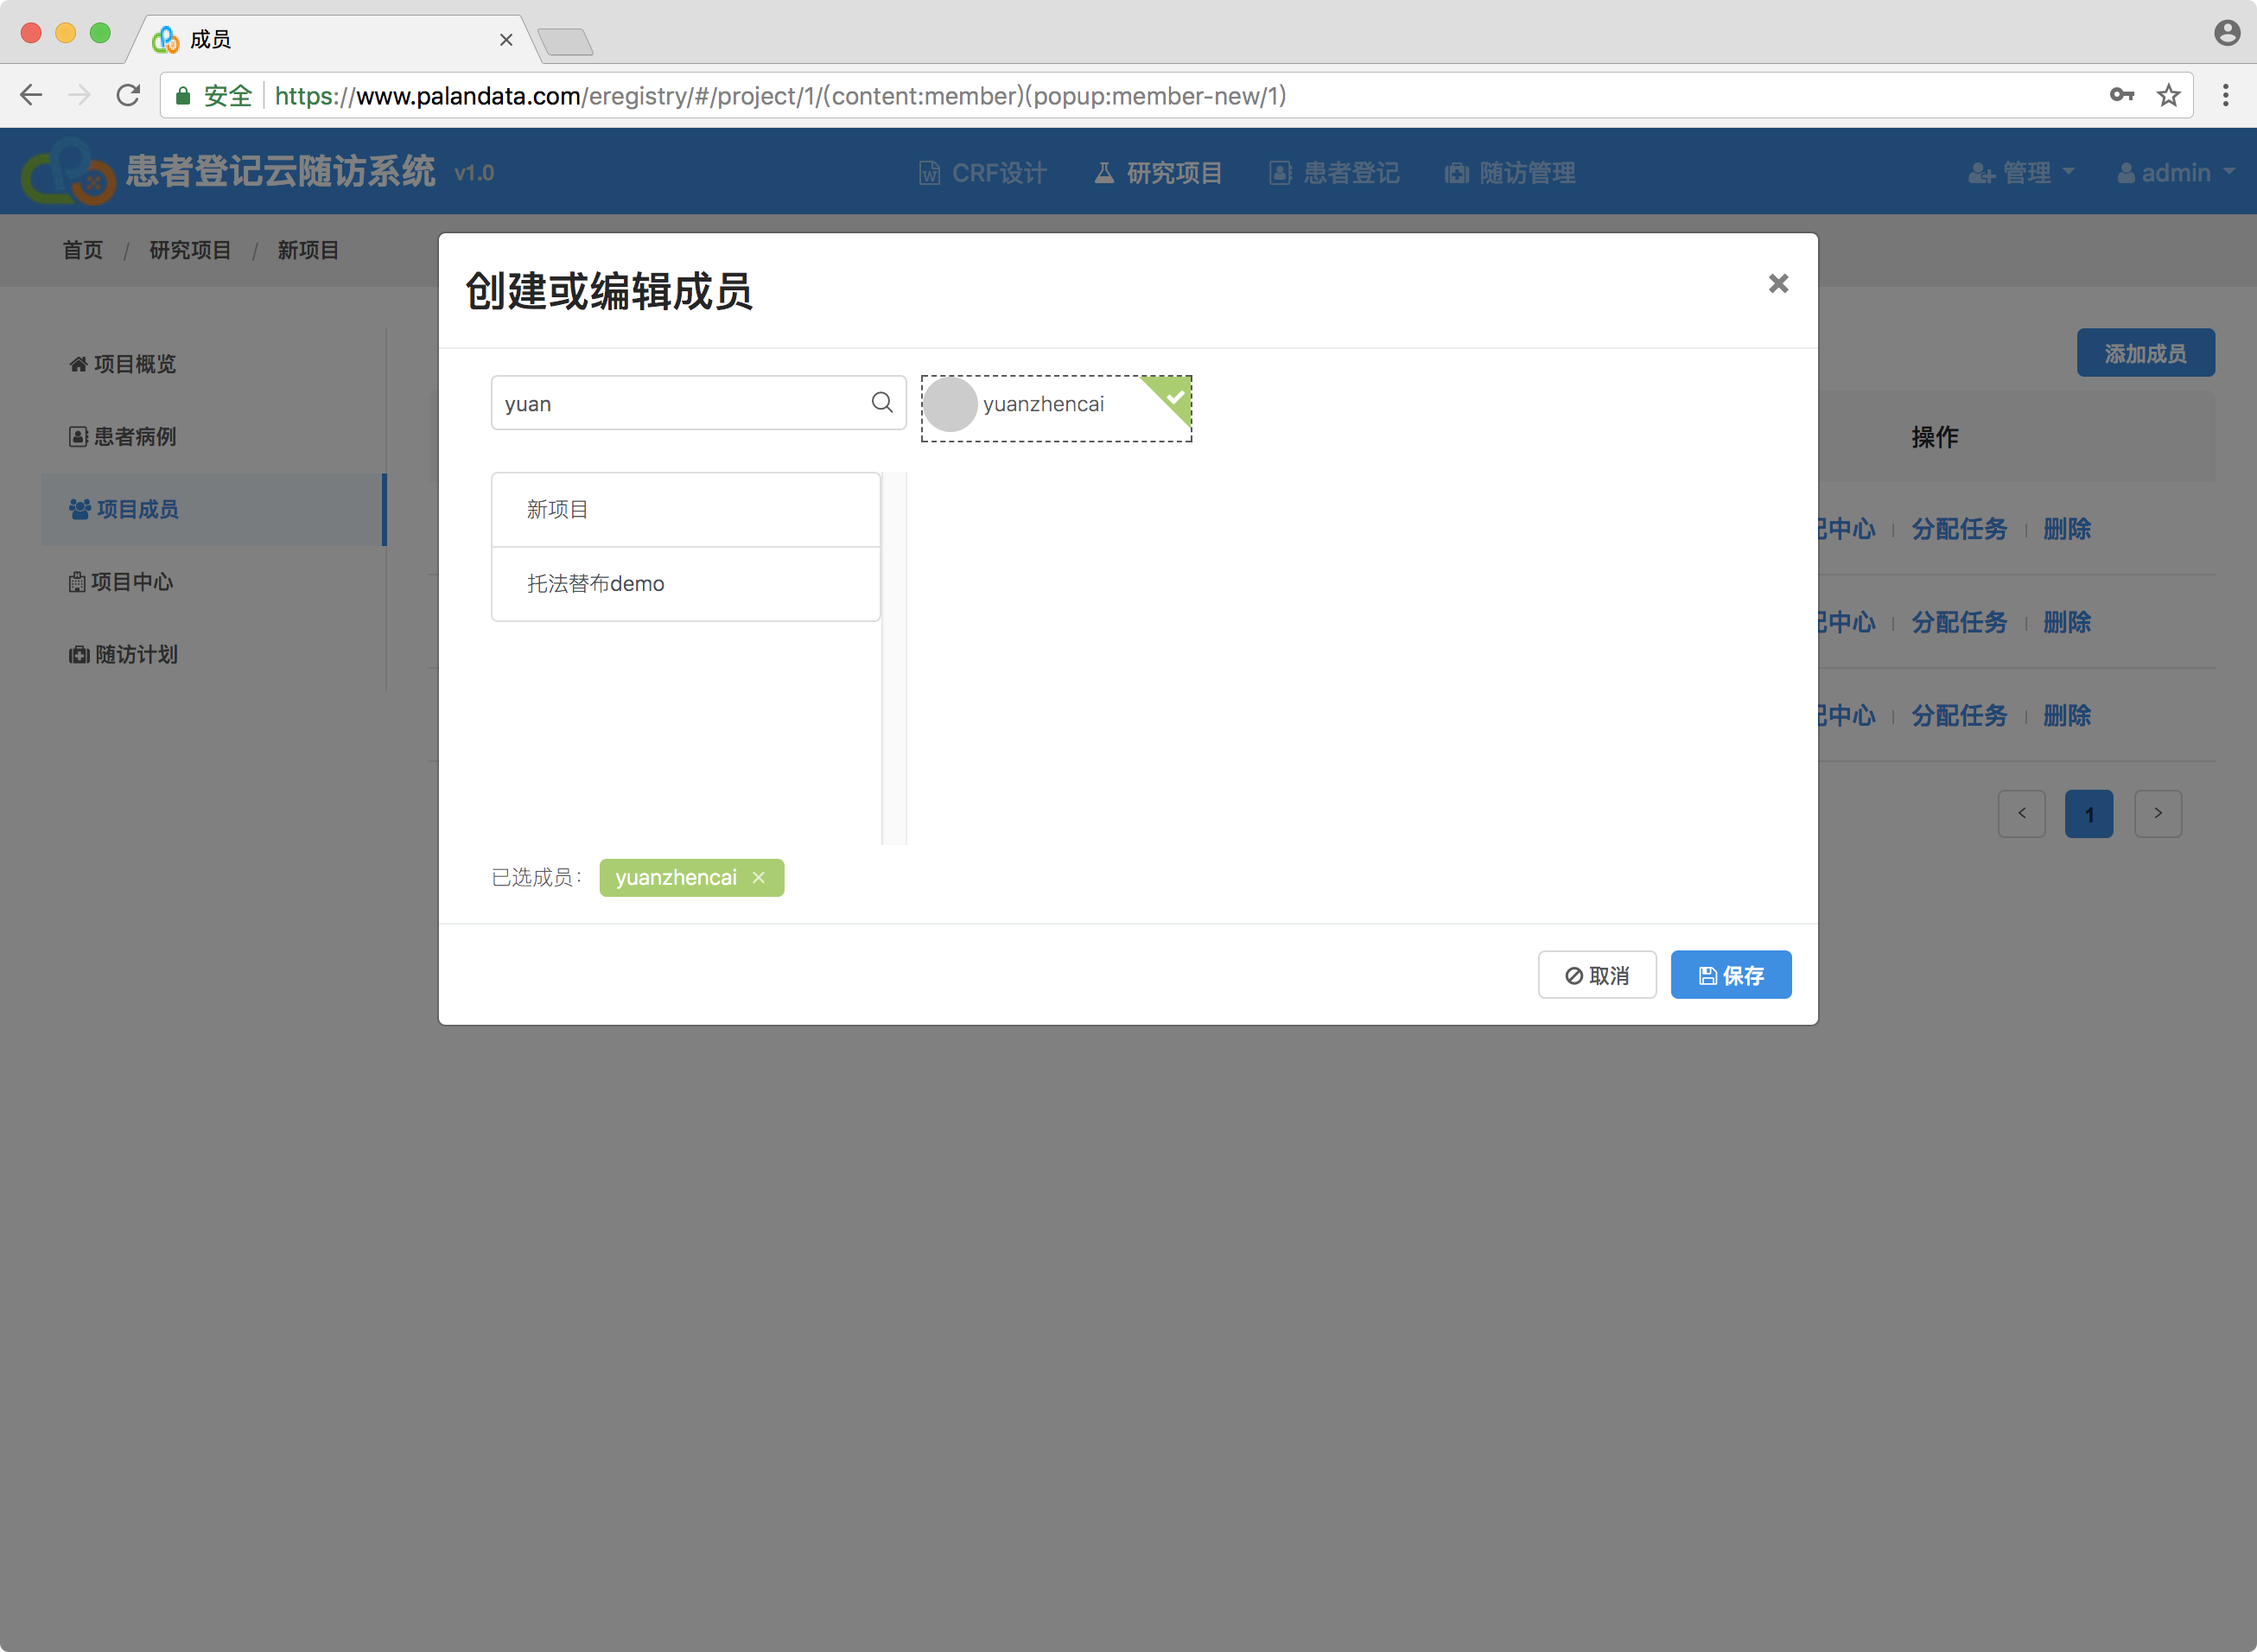 成员
安全 https://www.palandata.com/eregistry/#/project/1/(content:member)(popup:member-new/1)
患者登记云随访系统 v1.0 CRF设计 研究项目 患者登记 随访管理 管理 admin
首页 / 研究项目 / 新项目
创建或编辑成员
项目概览
患者病例
项目成员
项目中心
随访计划
添加成员
操作
yuan
yuanzhencai
新项目
托法替布demo
配中心 分配任务 删除
配中心 分配任务 删除
配中心 分配任务 删除
< 1 >
已选成员: yuanzhencai ×
取消 保存